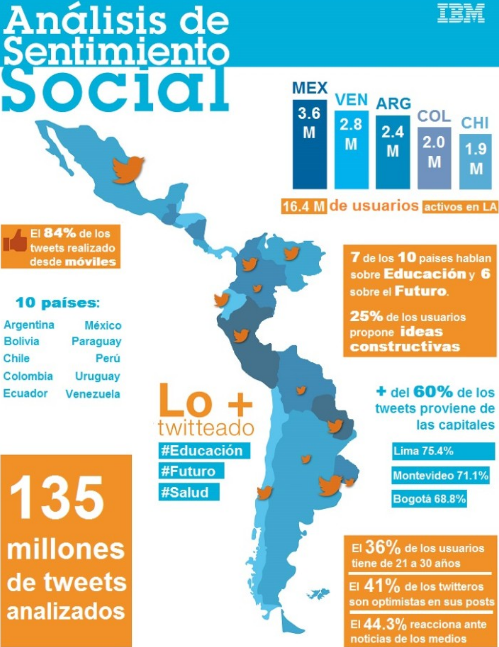 Análisis de
Sentimiento
Social
IBM
MEX
3.6
M
VEN
2.8
M
ARG
2.4
M
COL
2.0
M
CHI
1.9
M
16.4 M de usuarios activos en LA
El 84% de los
tweets realizado
desde móviles
7 de los 10 países hablan
sobre Educación y 6
sobre el Futuro.
25% de los usuarios
propone ideas
constructivas
10 países:
Argentina México
Bolivia Paraguay
Chile Perú
Colombia Uruguay
Ecuador Venezuela
Lo +
twitteado
#Educación
#Futuro
#Salud
+ del 60% de los
tweets proviene de
las capitales
Lima 75.4%
Montevideo 71.1%
Bogotá 68.8%
135
millones
de tweets
analizados
El 36% de los usuarios
tiene de 21 a 30 años
El 41% de los twitteros
son optimistas en sus posts
El 44.3% reacciona ante
noticias de los medios